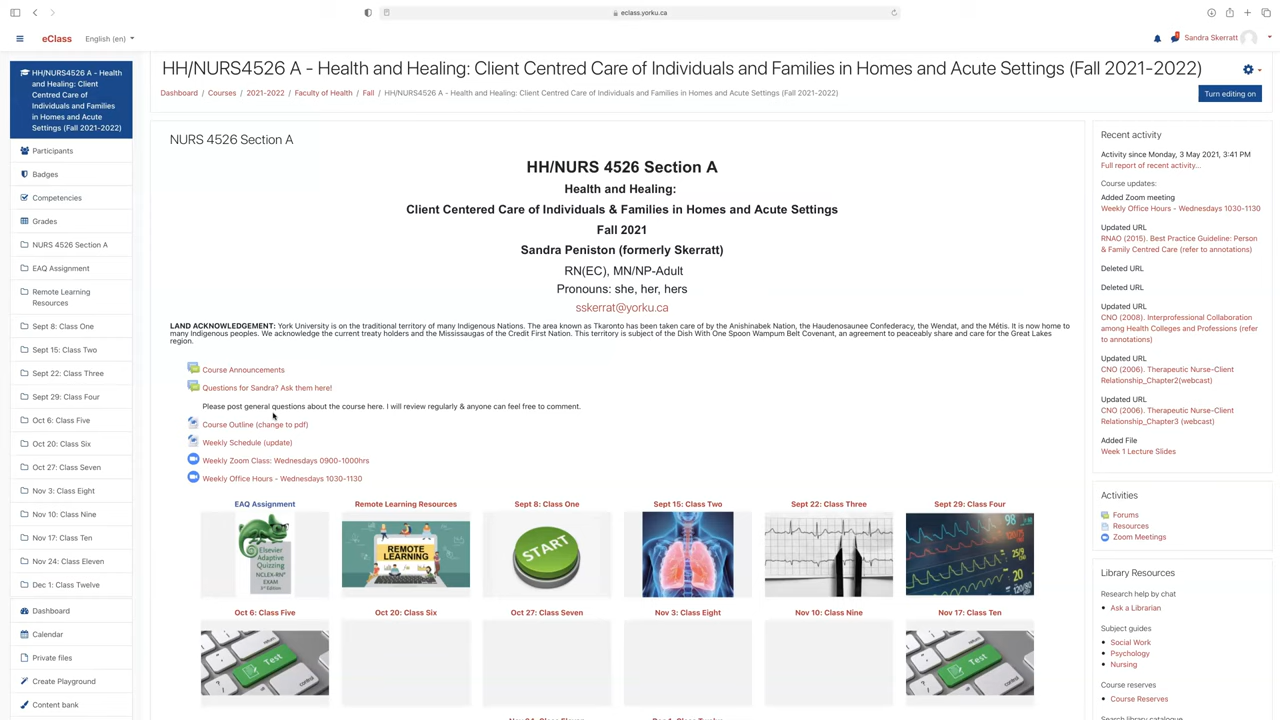 eclass.yorku.ca
eClass
English (en)
Sandra Skerratt
HH/NURS4526 A - Health
and Healing: Client
Centred Care of
Individuals and Families
in Homes and Acute
Settings (Fall 2021-2022)
Participants
Badges
Competencies
Grades
NURS 4526 Section A
EAQ Assignment
Remote Learning
Resources
Sept 8: Class One
Sept 15: Class Two
Sept 22: Class Three
Sept 29: Class Four
Oct 6: Class Five
Oct 20: Class Six
Oct 27: Class Seven
Nov 3: Class Eight
Nov 10: Class Nine
Nov 17: Class Ten
Nov 24: Class Eleven
Dec 1: Class Twelve
Dashboard
Calendar
Private files
Create Playground
Content bank
HH/NURS4526 A - Health and Healing: Client Centred Care of Individuals and Families in Homes and Acute Settings (Fall 2021-2022)
Dashboard / Courses / 2021-2022 / Faculty of Health / Fall / HH/NURS4526 A - Health and Healing: Client Centred Care of Individuals and Families in Homes and Acute Settings (Fall 2021-2022)
Turn editing on
NURS 4526 Section A
HH/NURS 4526 Section A
Health and Healing:
Client Centered Care of Individuals & Families in Homes and Acute Settings
Fall 2021
Sandra Peniston (formerly Skerratt)
RN(EC), MN/NP-Adult
Pronouns: she, her, hers
sskerrat@yorku.ca
LAND ACKNOWLEDGEMENT: York University is on the traditional territory of many Indigenous Nations. The area known as Tkaronto has been taken care of by the Anishinabek Nation, the Haudenosaunee Confederacy, the Wendat, and the Métis. It is now home to
many Indigenous peoples. We acknowledge the current treaty holders and the Mississaugas of the Credit First Nation. This territory is subject of the Dish With One Spoon Wampum Belt Covenant, an agreement to peaceably share and care for the Great Lakes
region.
Course Announcements
Questions for Sandra? Ask them here!
Please post general questions about the course here. I will review regularly & anyone can feel free to comment.
Course Outline (change to pdf)
Weekly Schedule (update)
Weekly Zoom Class: Wednesdays 0900-1000hrs
Weekly Office Hours - Wednesdays 1030-1130
EAQ Assignment
Remote Learning Resources
Sept 8: Class One
Sept 15: Class Two
Sept 22: Class Three
Sept 29: Class Four
Elsevier
Adaptive
Quizzing
NCLEX-RN
EXAM
REMOTE
LEARNING
START
98
25/9
20
120
Oct 6: Class Five
Oct 20: Class Six
Oct 27: Class Seven
Nov 3: Class Eight
Nov 10: Class Nine
Nov 17: Class Ten
Test
Test
Recent activity
Activity since Monday, 3 May 2021, 3:41 PM
Full report of recent activity...
Course updates:
Added Zoom meeting
Weekly Office Hours - Wednesdays 1030-1130
Updated URL
RNAO (2015). Best Practice Guideline: Person
& Family Centred Care (refer to annotations)
Deleted URL
Deleted URL
Updated URL
CNO (2008). Interprofessional Collaboration
among Health Colleges and Professions (refer
to annotations)
Updated URL
CNO (2006). Therapeutic Nurse-Client
Relationship_Chapter2(webcast)
Updated URL
CNO (2006). Therapeutic Nurse-Client
Relationship_Chapter3 (webcast)
Added File
Week 1 Lecture Slides
Activities
Forums
Resources
Zoom Meetings
Library Resources
Research help by chat
Ask a Librarian
Subject guides
Social Work
Psychology
Nursing
Course reserves
Course Reserves